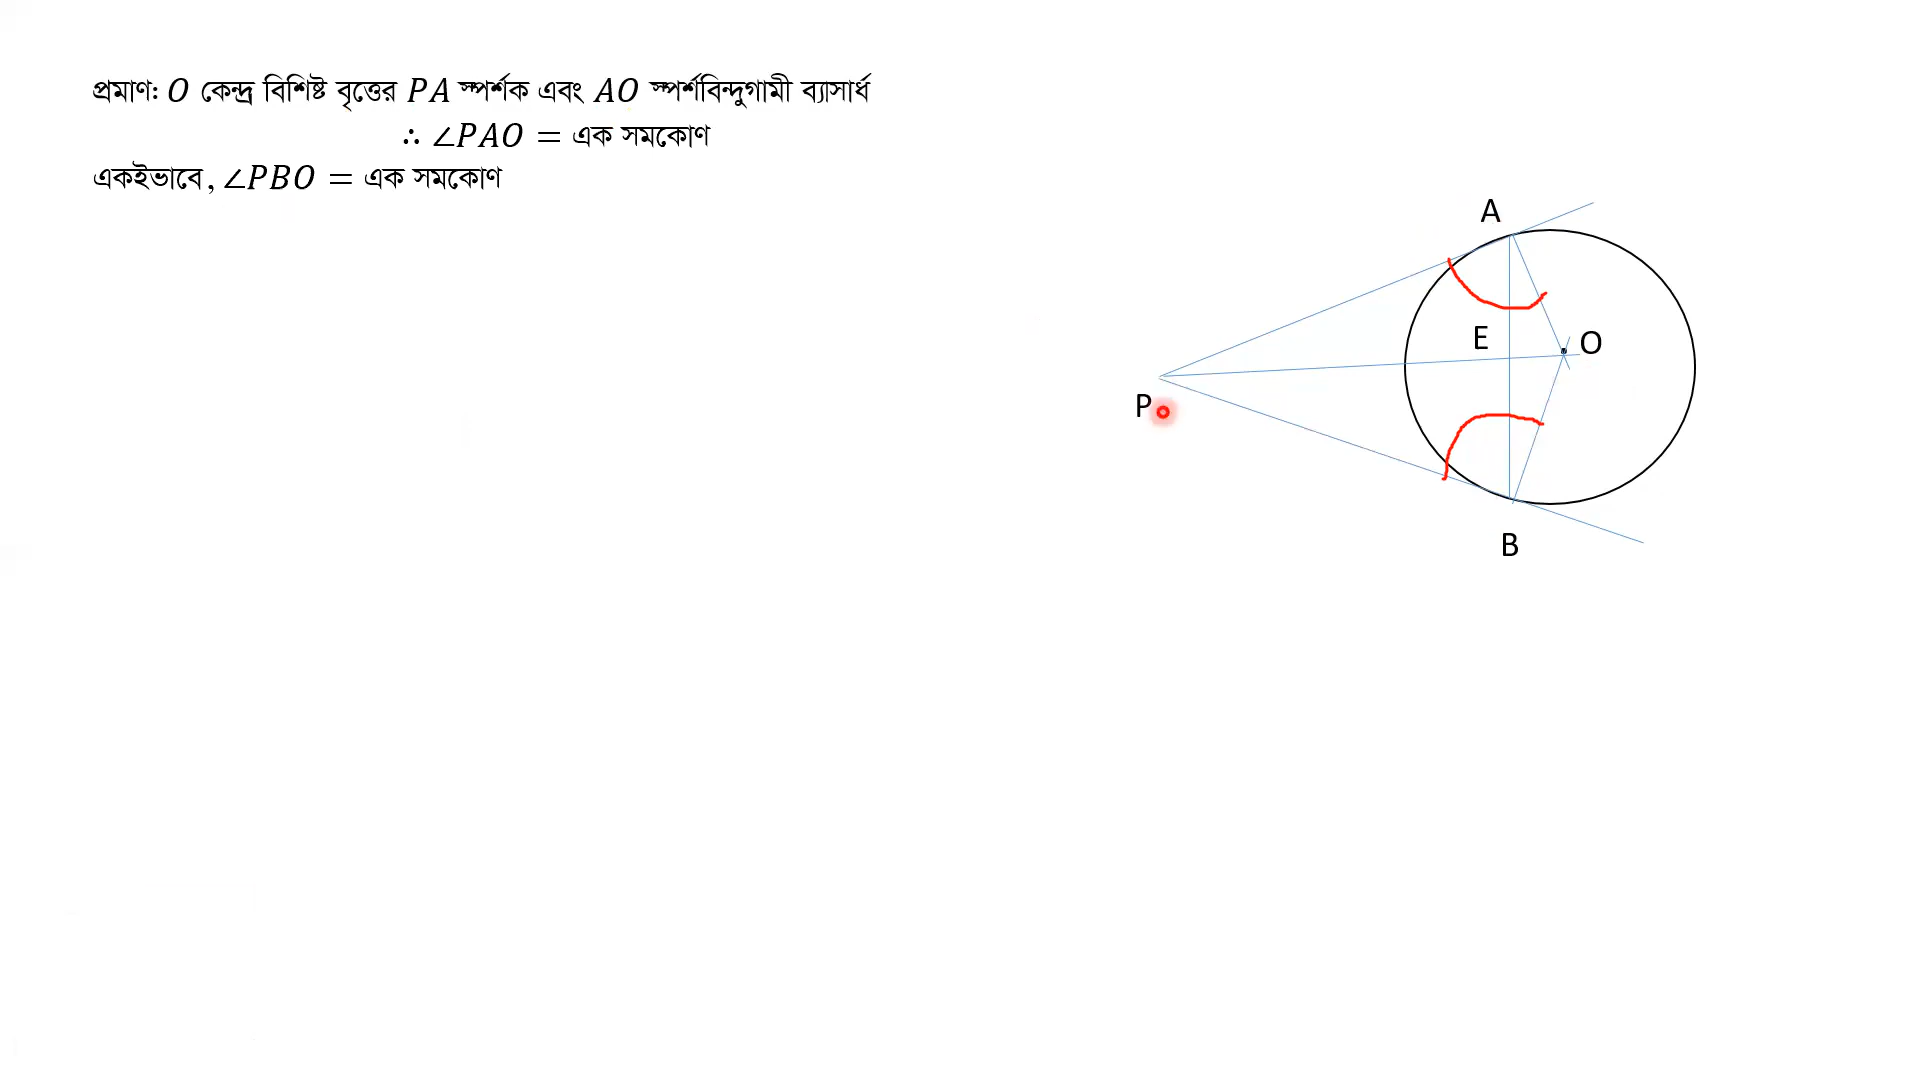 প্রমাণ: O কেন্দ্র বিশিষ্ট বৃত্তের PA স্পর্শক এবং AO স্পর্শবিন্দুগামী ব্যাসার্ধ
∴ ∠PAO = এক সমকোণ
একইভাবে, ∠PBO = এক সমকোণ
A
E
O
P
B